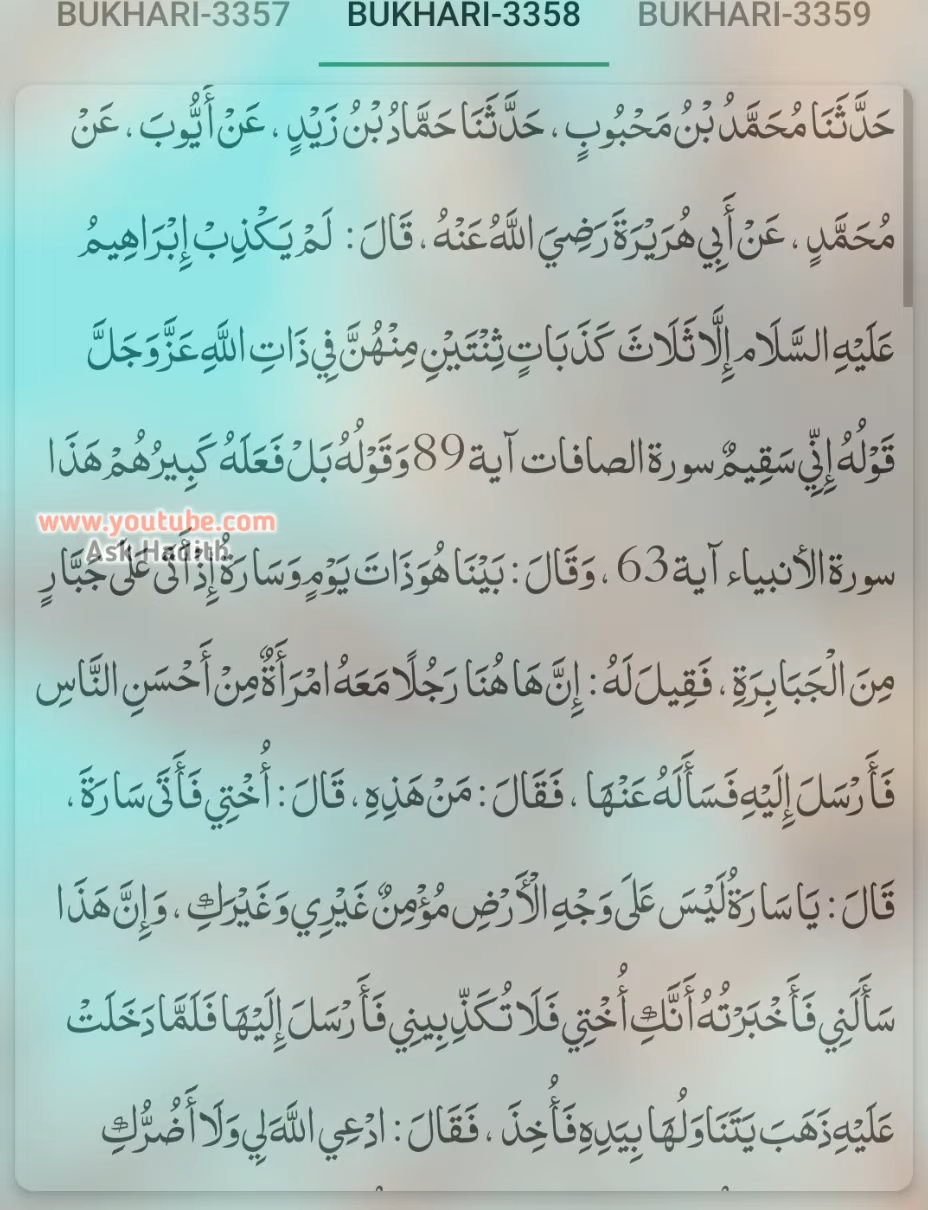 BUKHARI-3357 BUKHARI-3358 BUKHARI-3359
حَدَّثَنَا مُحَمَّدُ بْنُ مَحْبُوبٍ ، حَدَّثَنَا حَمَّادُ بْنُ زَيْدٍ ، عَنْ أَيُّوبَ ، عَنْ
مُحَمَّدٍ ، عَنْ أَبِي هُرَيْرَةَ رَضِيَ اللَّهُ عَنْهُ ، قَالَ : لَمْ يَكْذِبْ إِبْرَاهِيمُ
عَلَيْهِ السَّلَام إِلَّا ثَلَاثَ كَذَبَاتٍ ثِنْتَيْنِ مِنْهُنَّ فِي ذَاتِ اللَّهِ عَزَّ وَجَلَّ
قَوْلُهُ إِنِّي سَقِيمٌ سورة الصافات آية 89 وَقَوْلُهُ بَلْ فَعَلَهُ كَبِيرُهُمْ هَذَا
www.youtube.com
Ask Hadith
سورة الأنبياء آية 63 ، وَقَالَ : بَيْنَا هُوَ ذَاتَ يَوْمٍ وَسَارَةُ إِذْ أَتَى عَلَى جَبَّارٍ
مِنَ الْجَبَابِرَةِ ، فَقِيلَ لَهُ : إِنَّ هَا هُنَا رَجُلًا مَعَهُ امْرَأَةٌ مِنْ أَحْسَنِ النَّاسِ
فَأَرْسَلَ إِلَيْهِ فَسَأَلَهُ عَنْهَا ، فَقَالَ : مَنْ هَذِهِ ، قَالَ : أُخْتِي فَأَتَى سَارَةَ ،
قَالَ : يَا سَارَةُ لَيْسَ عَلَى وَجْهِ الْأَرْضِ مُؤْمِنٌ غَيْرِي وَغَيْرَكِ ، وَإِنَّ هَذَا
سَأَلَنِي فَأَخْبَرْتُهُ أَنَّكِ أُخْتِي فَلَا تُكَذِّبِينِي فَأَرْسَلَ إِلَيْهَا فَلَمَّا دَخَلَتْ
عَلَيْهِ ذَهَبَ يَتَنَاوَلُهَا بِيَدِهِ فَأُخِذَ ، فَقَالَ : ادْعِي اللَّهَ لِي وَلَا أَضُرُّكِ